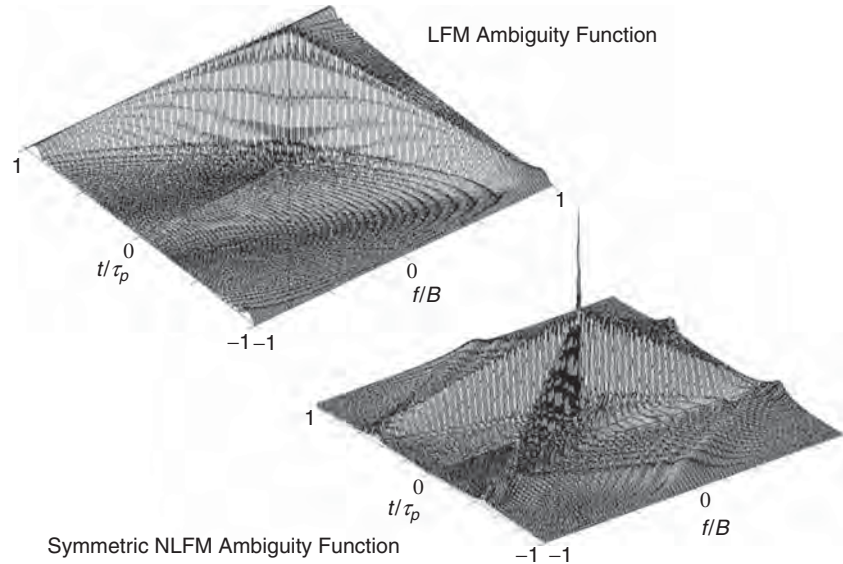 LFM Ambiguity Function
1
1
0
t/τp
0
f/B
−1 −1
1
0
t/τp
0
f/B
−1 −1
Symmetric NLFM Ambiguity Function